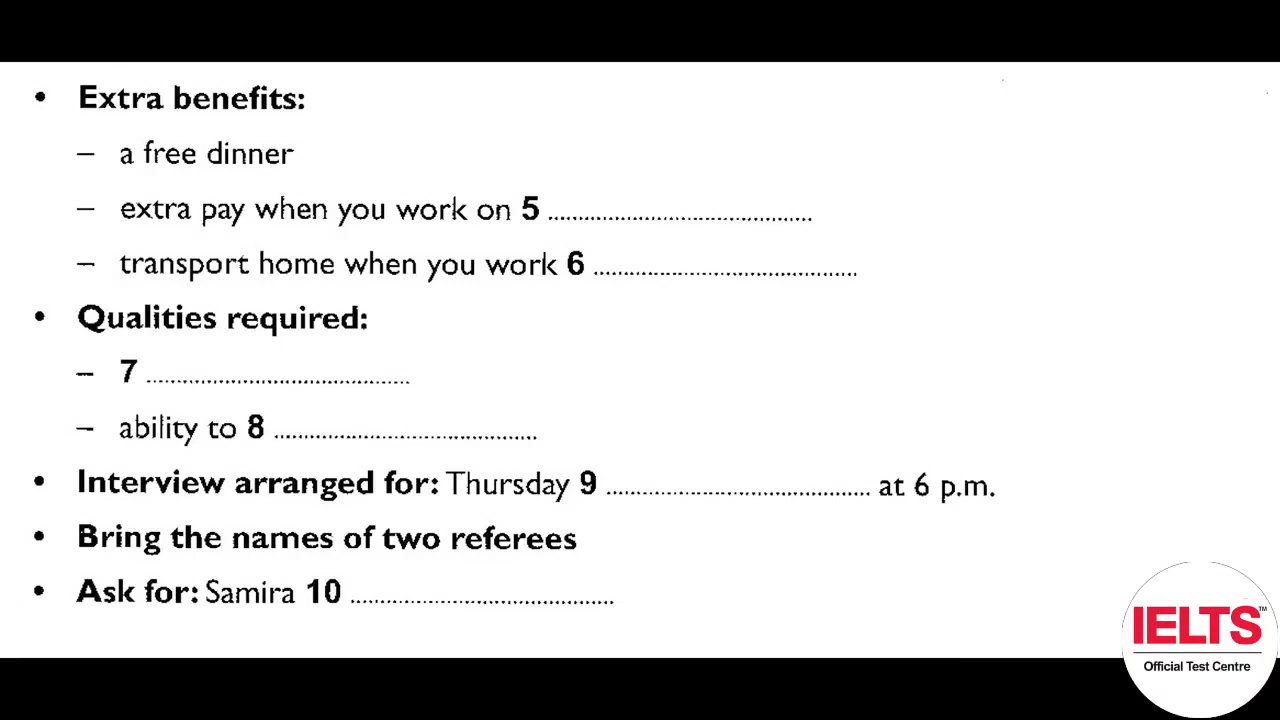 • Extra benefits:
– a free dinner
– extra pay when you work on 5 ............................................
– transport home when you work 6 ............................................
• Qualities required:
– 7 ............................................
– ability to 8 ............................................
• Interview arranged for: Thursday 9 ............................................ at 6 p.m.
• Bring the names of two referees
• Ask for: Samira 10 ............................................
IELTS™
Official Test Centre